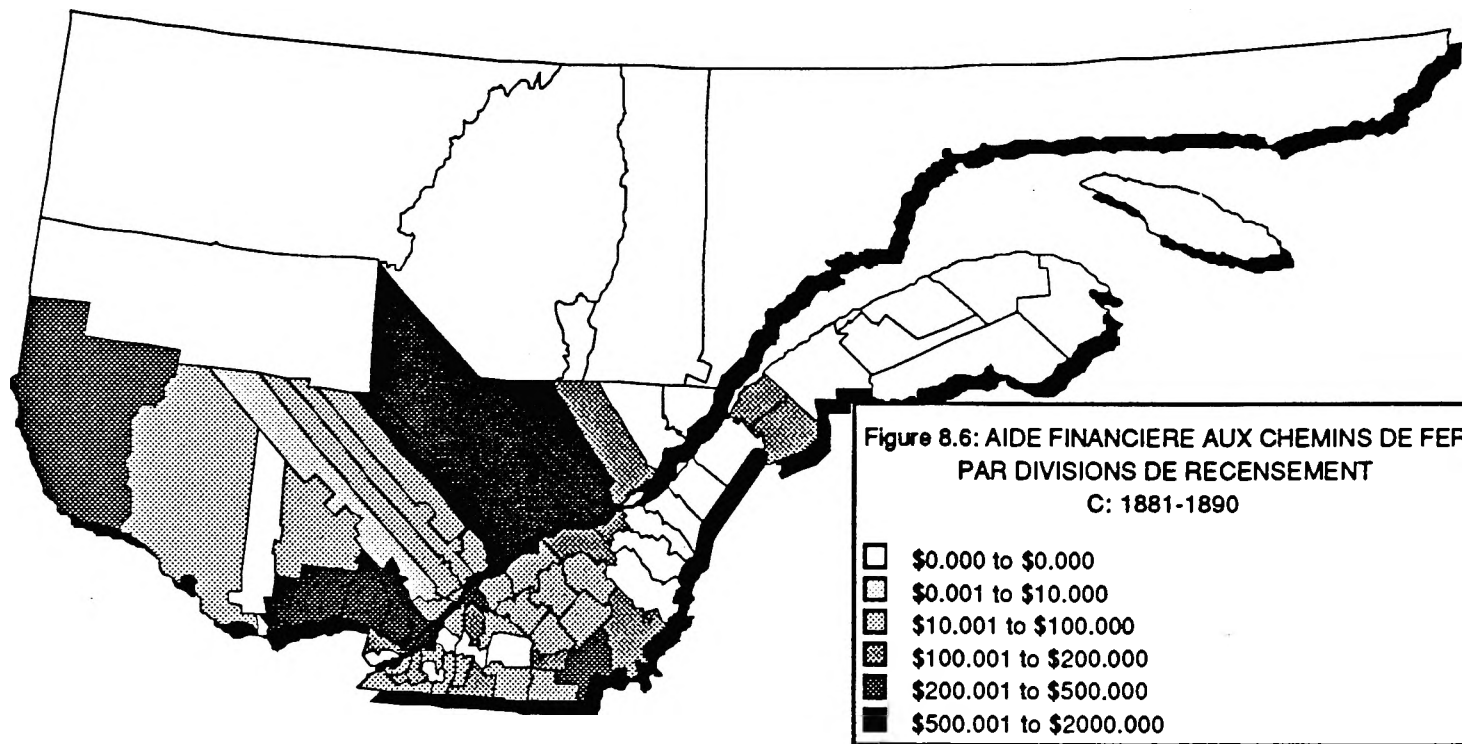 Figure 8.6: AIDE FINANCIERE AUX CHEMINS DE FER
PAR DIVISIONS DE RECENSEMENT
C: 1881-1890
$0.000 to $0.000
$0.001 to $10.000
$10.001 to $100.000
$100.001 to $200.000
$200.001 to $500.000
$500.001 to $2000.000